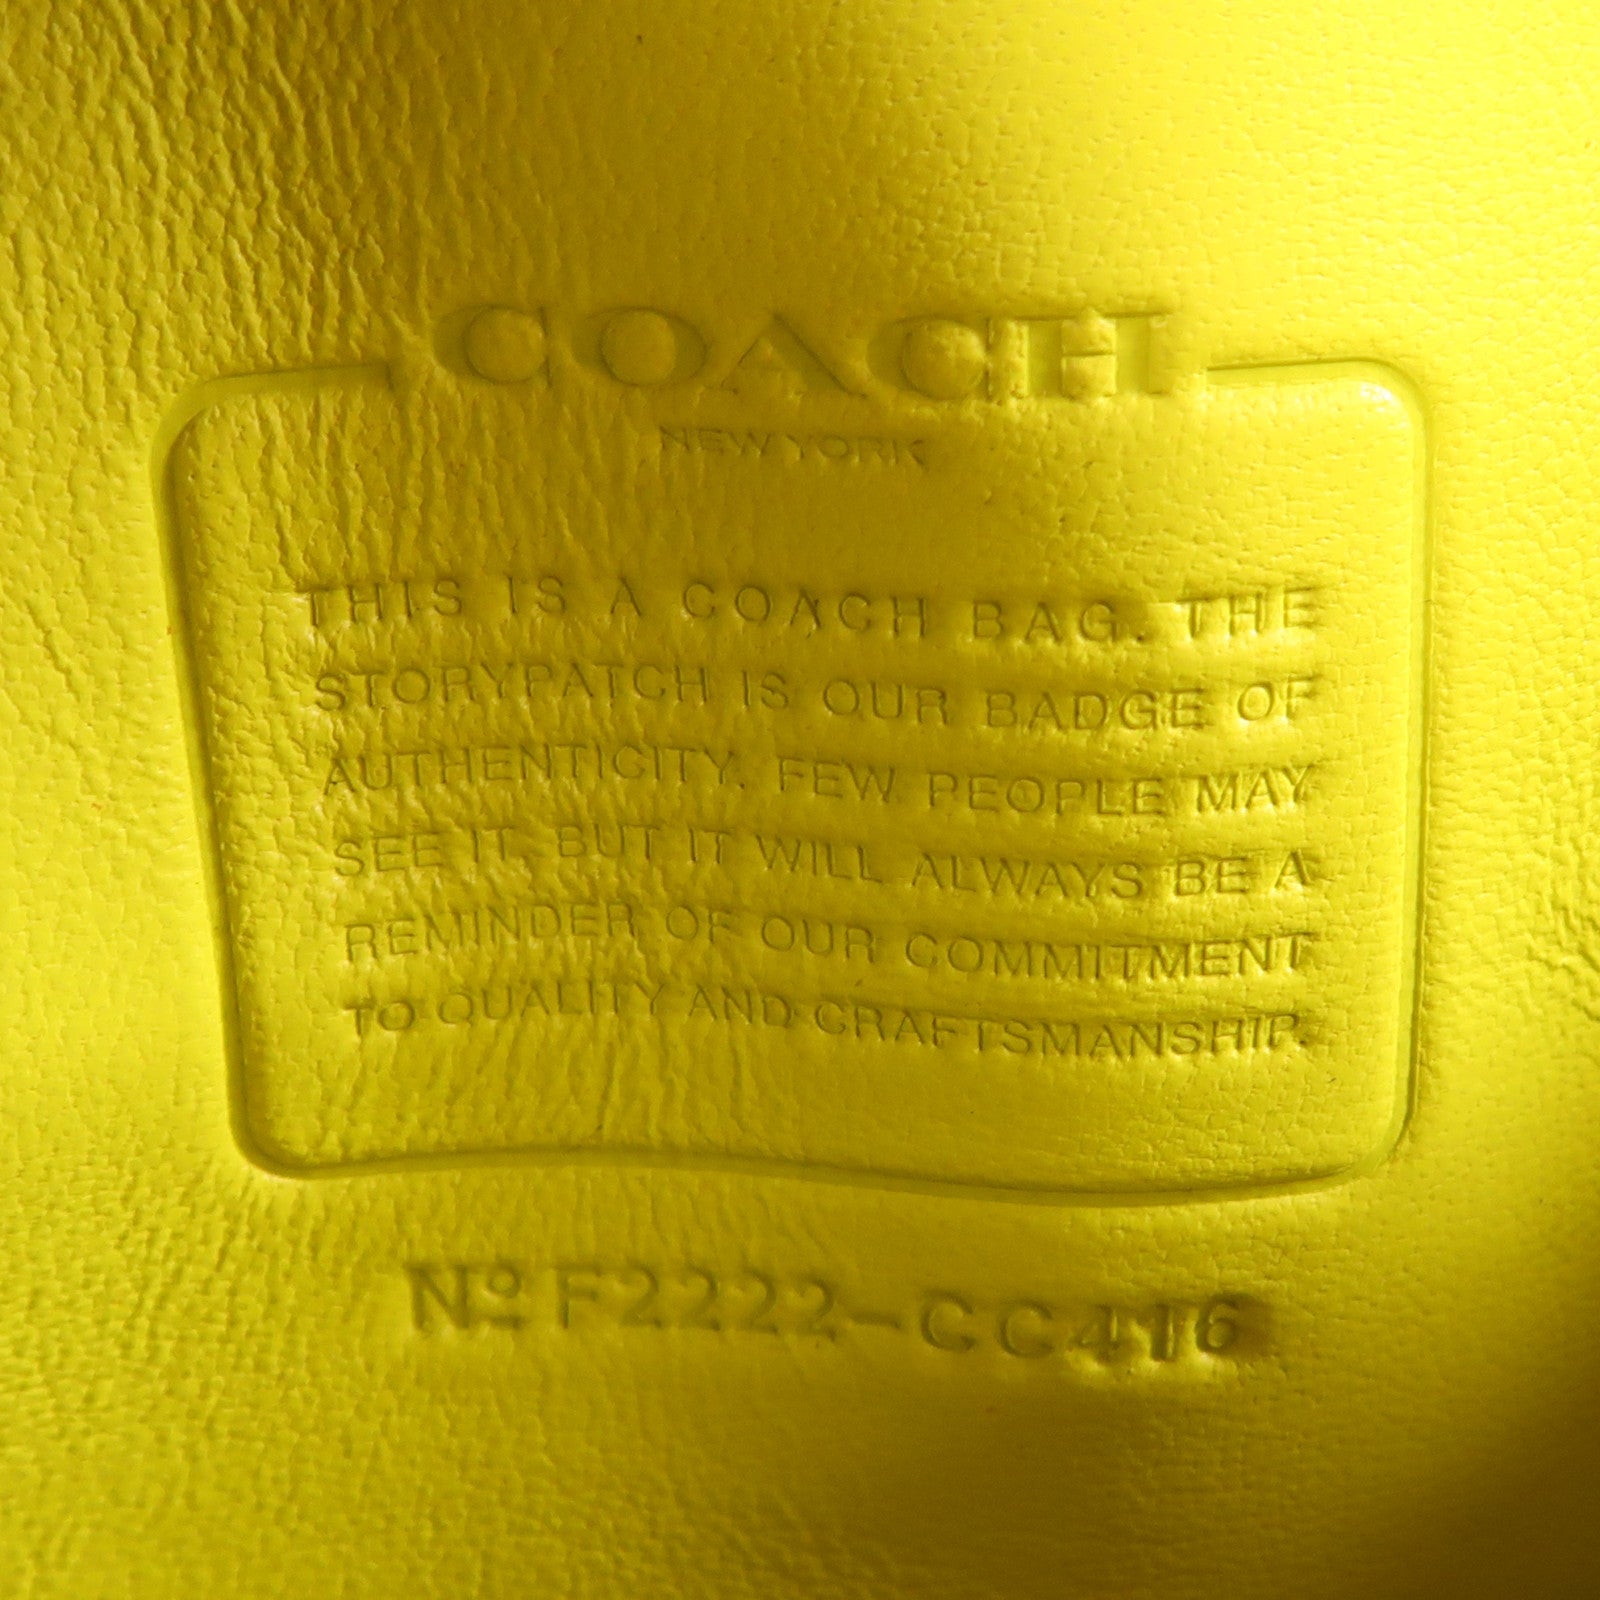 COACH
NEW YORK
THIS IS A COACH BAG. THE
STORYPATCH IS OUR BADGE OF
AUTHENTICITY. FEW PEOPLE MAY
SEE IT, BUT IT WILL ALWAYS BE A
REMINDER OF OUR COMMITMENT
TO QUALITY AND CRAFTSMANSHIP.
Nº F2222-CC416